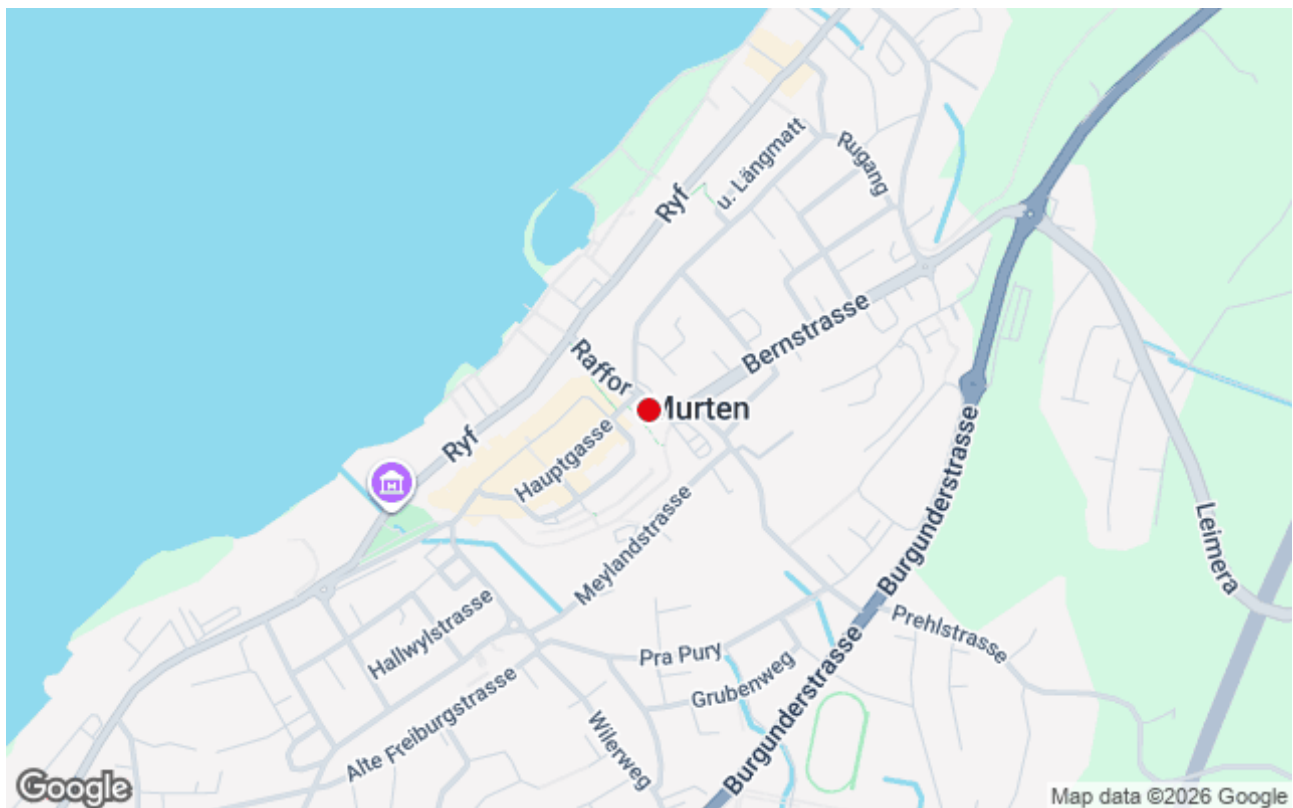 u. Längmatt
Rugang
Ryf
Bernstrasse
Raffor
Murten
Ryf
Hauptgasse
Burgunderstrasse
Leimera
Meylandstrasse
Hallwylstrasse
Prehlstrasse
Pra Pury
Grubenweg
Alte Freiburgstrasse
Wilerweg
Burgunderstrasse
Google
Map data ©2026 Google